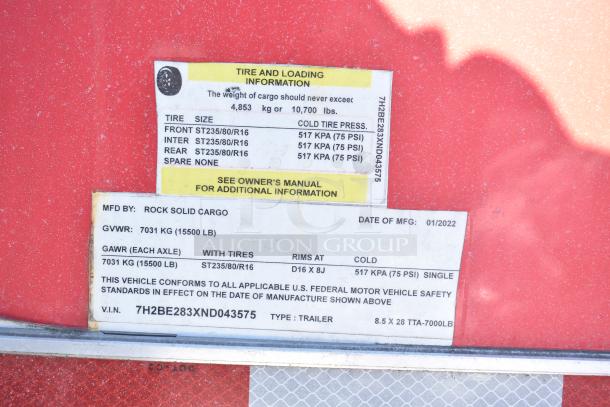 TIRE AND LOADING
INFORMATION
The weight of cargo should never exceed
4,853 kg or 10,700 lbs.
TIRE SIZE COLD TIRE PRESS.
FRONT ST235/80/R16 517 KPA (75 PSI)
INTER ST235/80/R16 517 KPA (75 PSI)
REAR ST235/80/R16 517 KPA (75 PSI)
SPARE NONE
SEE OWNER'S MANUAL
FOR ADDITIONAL INFORMATION
7H2BE283XND043575
MFD BY: ROCK SOLID CARGO DATE OF MFG: 01/2022
GVWR: 7031 KG (15500 LB)
PCI
AUCTION GROUP
GAWR (EACH AXLE) WITH TIRES RIMS AT COLD
7031 KG (15500 LB) ST235/80/R16 D16 X 8J 517 KPA (75 PSI) SINGLE
THIS VEHICLE CONFORMS TO ALL APPLICABLE U.S. FEDERAL MOTOR VEHICLE SAFETY
STANDARDS IN EFFECT ON THE DATE OF MANUFACTURE SHOWN ABOVE
V.I.N. 7H2BE283XND043575 TYPE: TRAILER 8.5 X 28 TTA-7000LB
DOT-C2